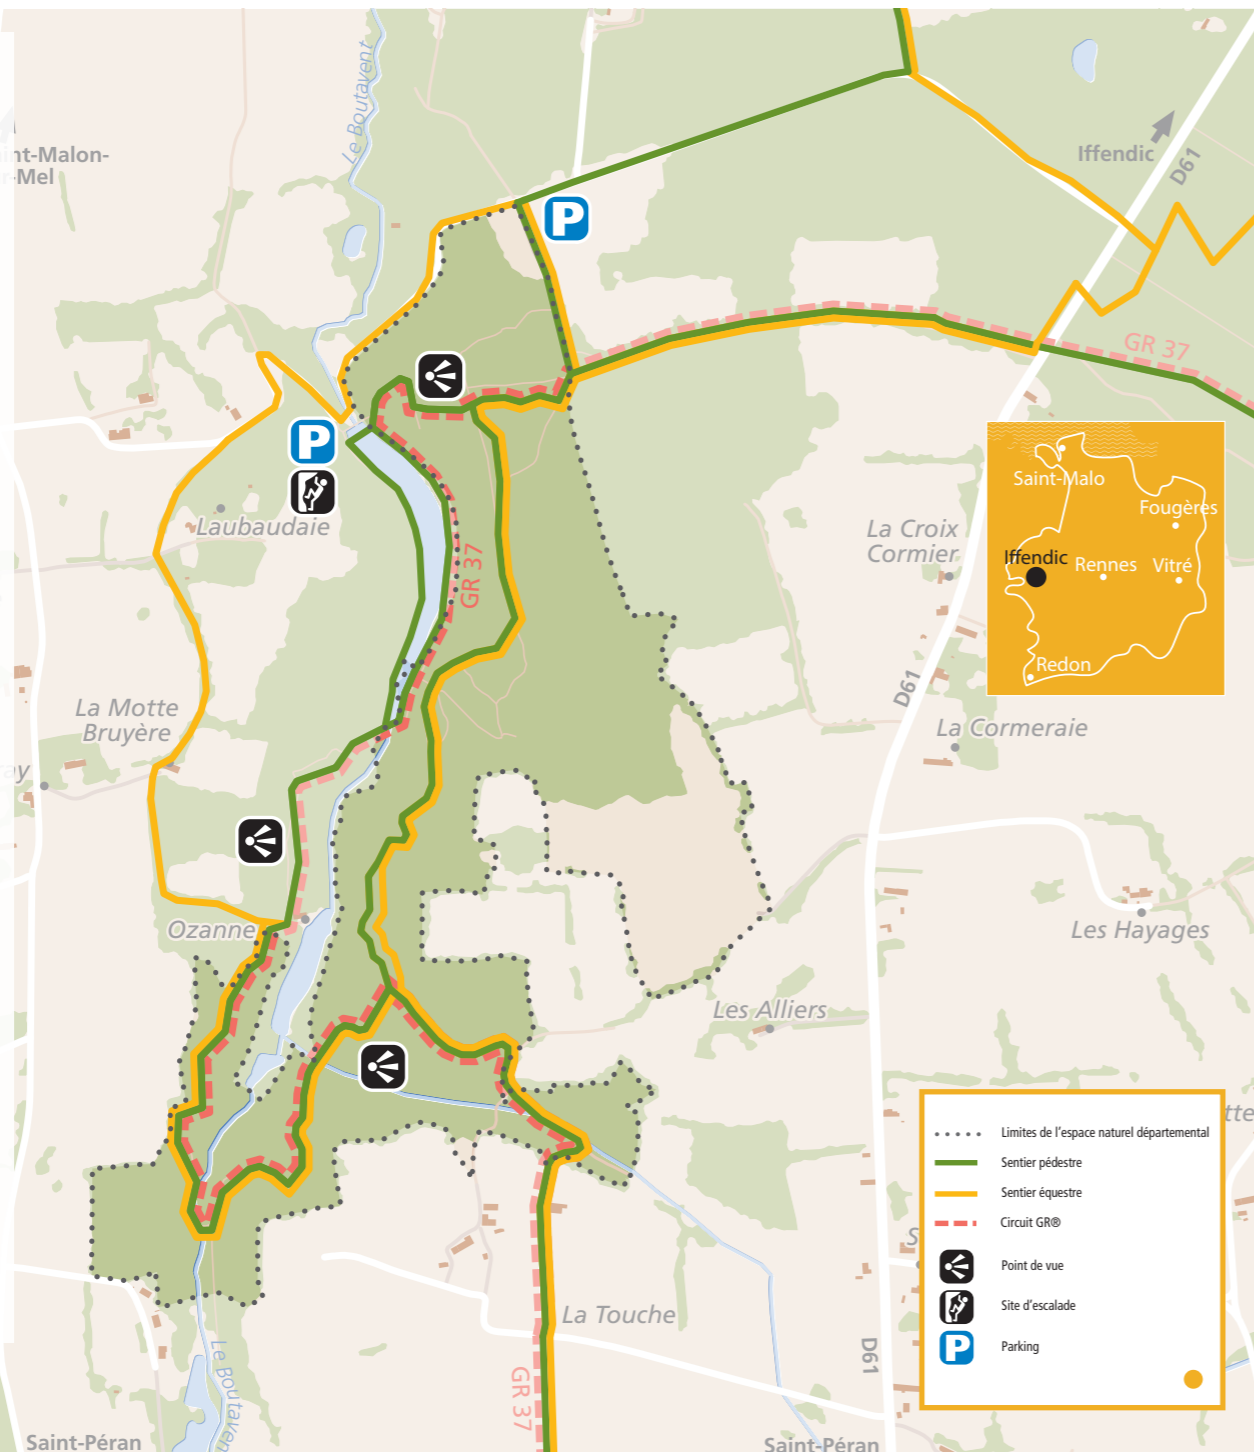 Le Boutavent
Iffendic
D61
int-Malon-
r-Mel
P
GR 37
P
Laubaudaie
GR 37
La Croix
Cormier
Saint-Malo
Fougères
Iffendic
Rennes
Vitré
Redon
D61
La Motte
Bruyère
ray
La Cormeraie
Ozanne
Les Hayages
Les Alliers
tte
Limites de l'espace naturel départemental
Sentier pédestre
Sentier équestre
Circuit GR®
Point de vue
Site d'escalade
P Parking
S
La Touche
D61
GR 37
Le Boutaven
Saint-Péran
Saint-Péran